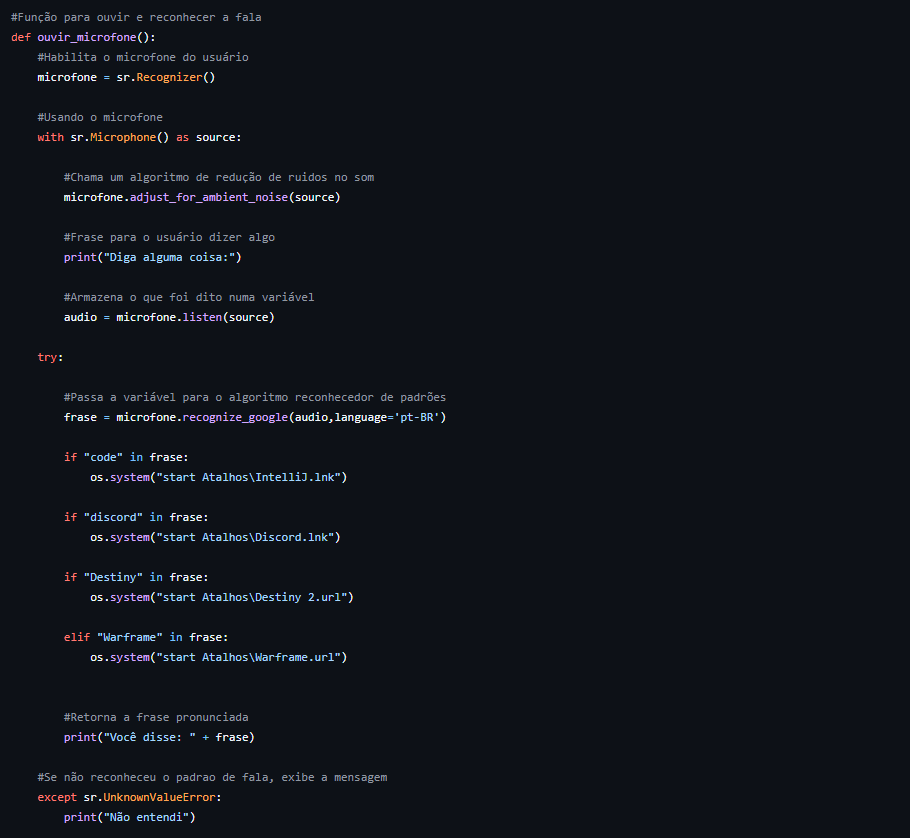 #Função para ouvir e reconhecer a fala
def ouvir_microfone():
    #Habilita o microfone do usuário
    microfone = sr.Recognizer()

    #Usando o microfone
    with sr.Microphone() as source:

        #Chama um algoritmo de redução de ruidos no som
        microfone.adjust_for_ambient_noise(source)

        #Frase para o usuário dizer algo
        print("Diga alguma coisa:")

        #Armazena o que foi dito numa variável
        audio = microfone.listen(source)

    try:

        #Passa a variável para o algoritmo reconhecedor de padrões
        frase = microfone.recognize_google(audio,language='pt-BR')

        if "code" in frase:
            os.system("start Atalhos\IntelliJ.lnk")

        if "discord" in frase:
            os.system("start Atalhos\Discord.lnk")

        if "Destiny" in frase:
            os.system("start Atalhos\Destiny 2.url")

        elif "Warframe" in frase:
            os.system("start Atalhos\Warframe.url")


        #Retorna a frase pronunciada
        print("Você disse: " + frase)

    #Se não reconheceu o padrao de fala, exibe a mensagem
    except sr.UnknownValueError:
        print("Não entendi")